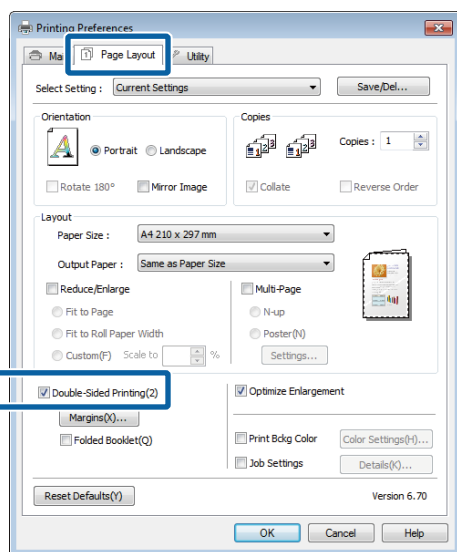 Printing Preferences
Ma Page Layout Utility
Select Setting : Current Settings Save/Del...
Orientation Copies
Portrait Landscape Copies : 1
Rotate 180° Mirror Image Collate Reverse Order
Layout
Paper Size : A4 210 x 297 mm
Output Paper : Same as Paper Size
Reduce/Enlarge Multi-Page
Fit to Page N-up
Fit to Roll Paper Width Poster(N)
Custom(F) Scale to % Settings...
Double-Sided Printing(2) Optimize Enlargement
Margins(X)...
Folded Booklet(Q) Print Bckg Color Color Settings(H)...
Job Settings Details(K)...
Reset Defaults(Y) Version 6.70
OK Cancel Help